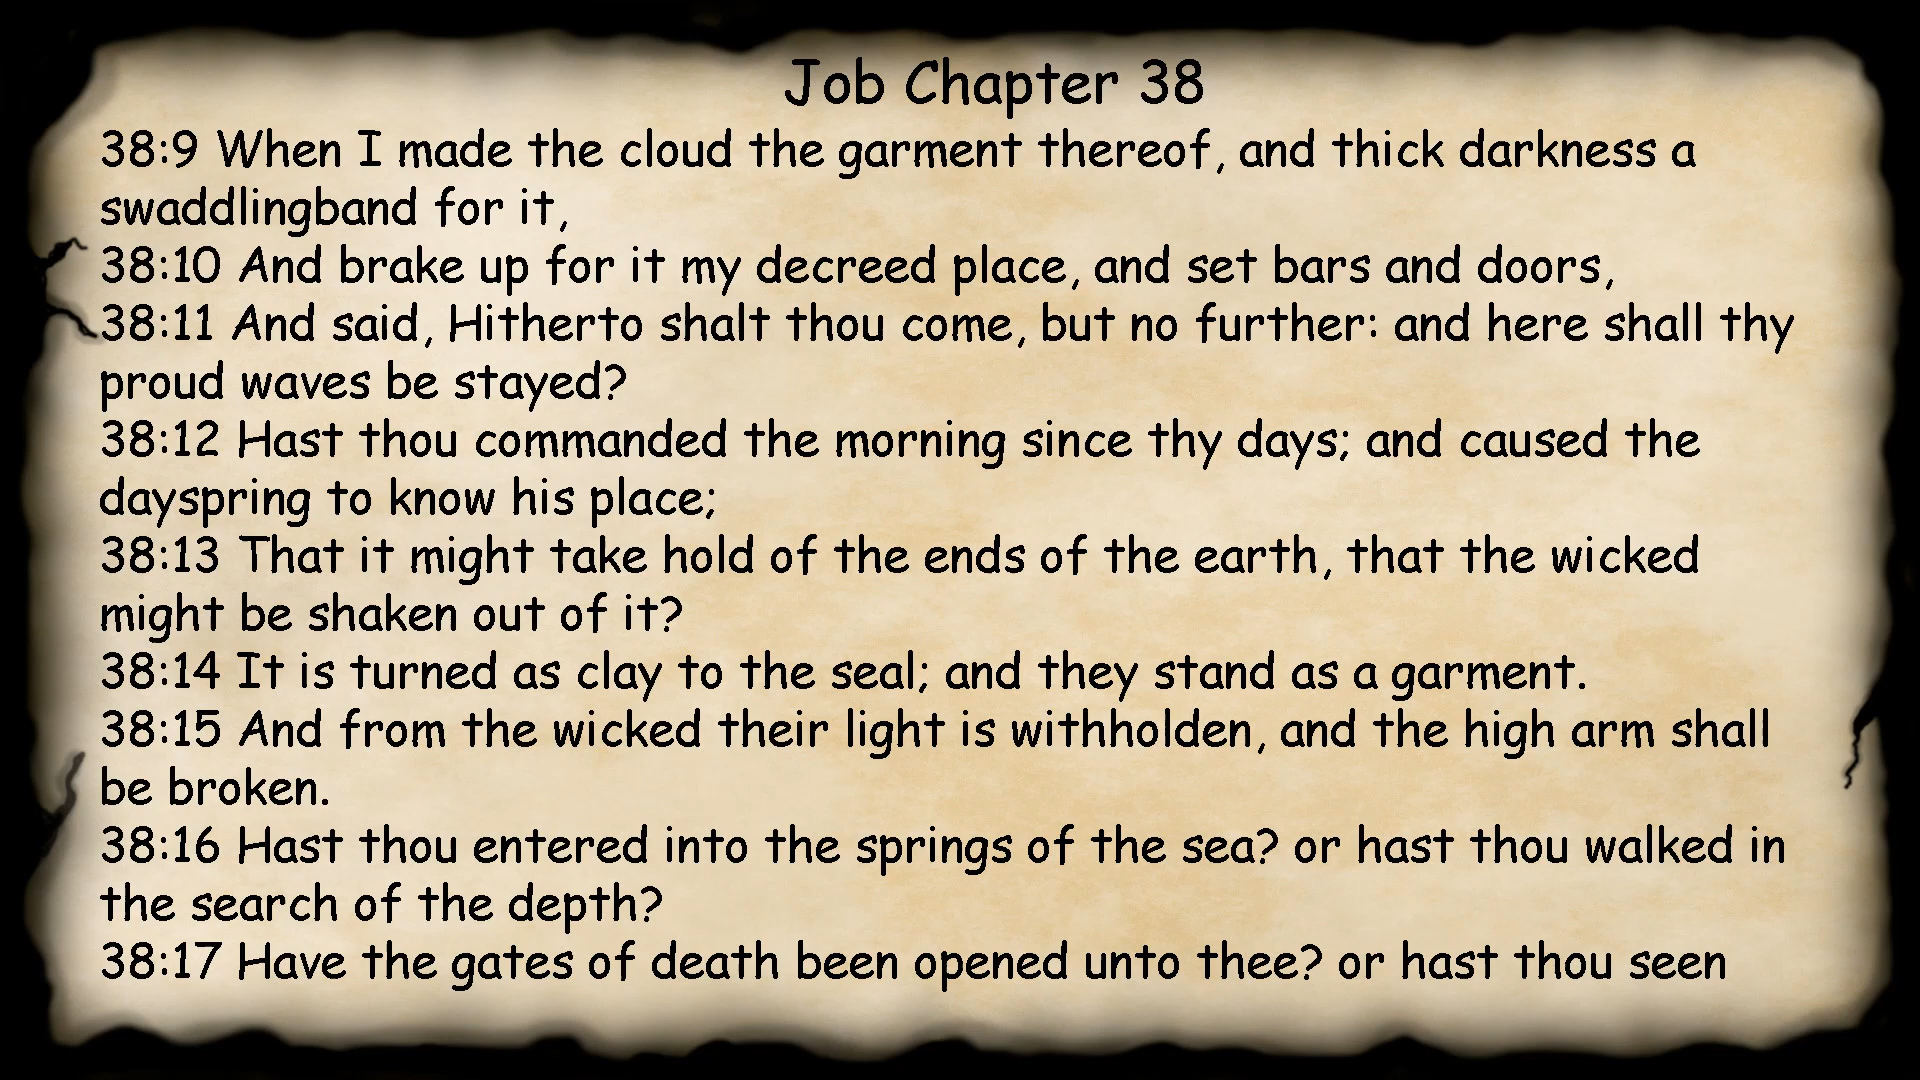 Job Chapter 38
38:9 When I made the cloud the garment thereof, and thick darkness a
swaddlingband for it,
38:10 And brake up for it my decreed place, and set bars and doors,
38:11 And said, Hitherto shalt thou come, but no further: and here shall thy
proud waves be stayed?
38:12 Hast thou commanded the morning since thy days; and caused the
dayspring to know his place;
38:13 That it might take hold of the ends of the earth, that the wicked
might be shaken out of it?
38:14 It is turned as clay to the seal; and they stand as a garment.
38:15 And from the wicked their light is withholden, and the high arm shall
be broken.
38:16 Hast thou entered into the springs of the sea? or hast thou walked in
the search of the depth?
38:17 Have the gates of death been opened unto thee? or hast thou seen